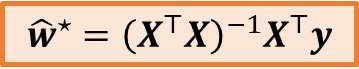 ŵ* = (XᵀX)⁻¹Xᵀy